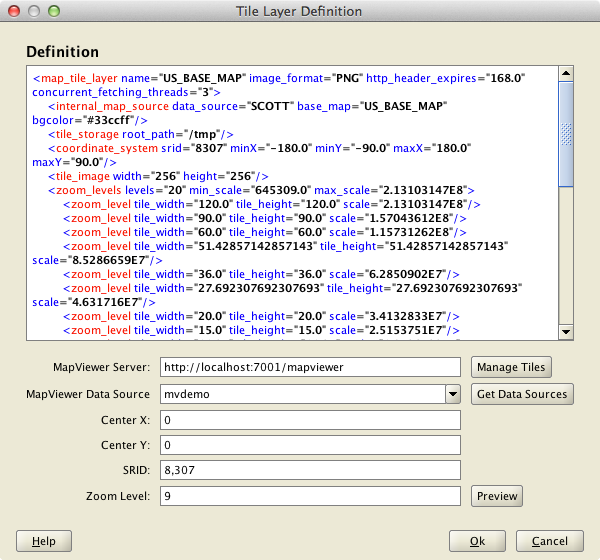 Tile Layer Definition
Definition
<map_tile_layer name="US_BASE_MAP" image_format="PNG" http_header_expires="168.0"
concurrent_fetching_threads="3">
<internal_map_source data_source="SCOTT" base_map="US_BASE_MAP"
bgcolor="#33ccff"/>
<tile_storage root_path="/tmp"/>
<coordinate_system srid="8307" minX="-180.0" minY="-90.0" maxX="180.0"
maxY="90.0"/>
<tile_image width="256" height="256"/>
<zoom_levels levels="20" min_scale="645309.0" max_scale="2.13103147E8">
<zoom_level tile_width="120.0" tile_height="120.0" scale="2.13103147E8"/>
<zoom_level tile_width="90.0" tile_height="90.0" scale="1.57043612E8"/>
<zoom_level tile_width="60.0" tile_height="60.0" scale="1.15731262E8"/>
<zoom_level tile_width="51.42857142857143" tile_height="51.42857142857143"
scale="8.5286659E7"/>
<zoom_level tile_width="36.0" tile_height="36.0" scale="6.2850902E7"/>
<zoom_level tile_width="27.692307692307693" tile_height="27.692307692307693"
scale="4.631716E7"/>
<zoom_level tile_width="20.0" tile_height="20.0" scale="3.4132833E7"/>
<zoom_level tile_width="15.0" tile_height="15.0" scale="2.5153751E7"/>
MapViewer Server: http://localhost:7001/mapviewer Manage Tiles
MapViewer Data Source mvdemo Get Data Sources
Center X: 0
Center Y: 0
SRID: 8,307
Zoom Level: 9 Preview
Help Ok Cancel